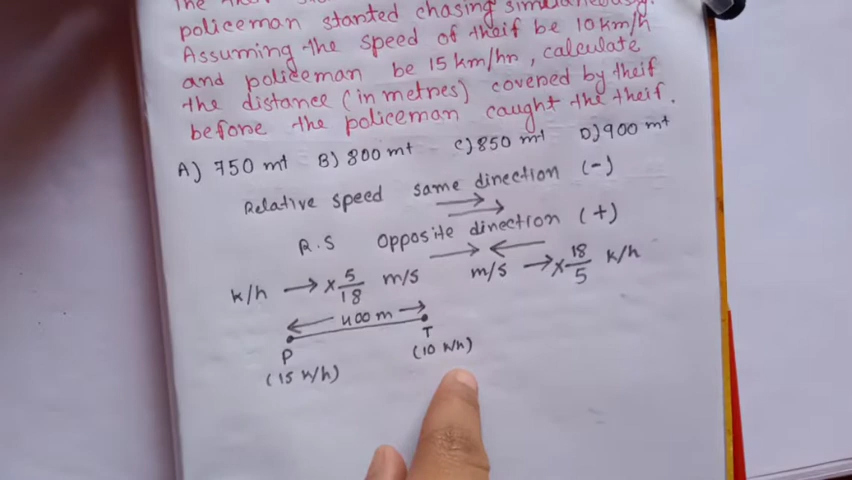 policeman started chasing simultaneously.
Assuming the speed of theif be 10 km/h
and policeman be 15 km/hr, calculate
the distance (in metres) covered by theif
before the policeman caught the theif.
A) 750 mt B) 800 mt C) 850 mt D) 900 mt
Relative speed same direction (-)
R.S opposite direction (+)
k/h → × 5/18 m/s m/s → × 18/5 k/h
400 m
P T
(15 k/h) (10 k/h)